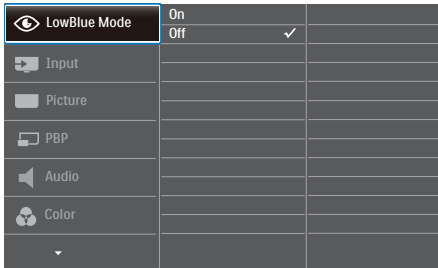 LowBlue Mode
On
Off
Input
Picture
PBP
Audio
Color